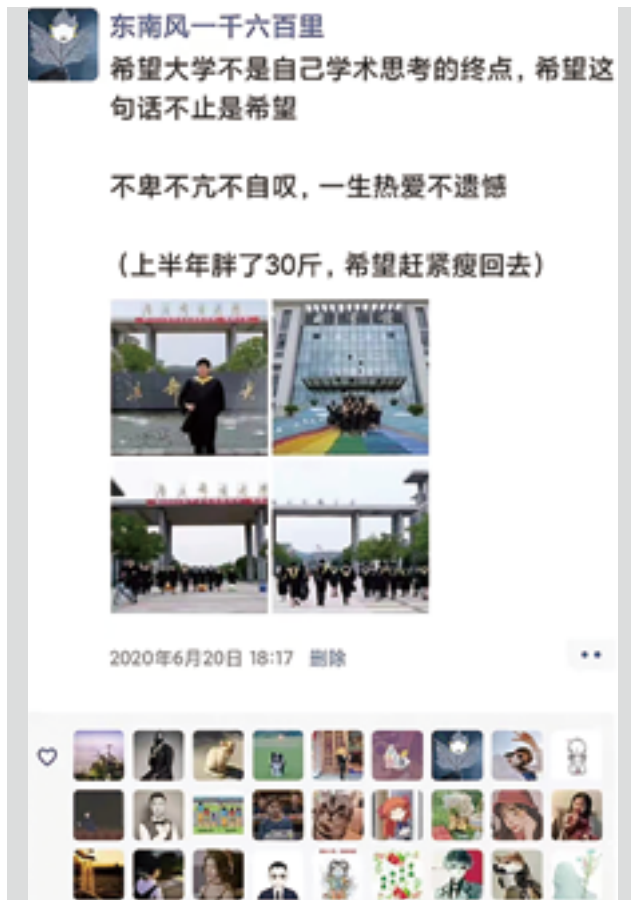 东南风一千六百里
希望大学不是自己学术思考的终点，希望这
句话不止是希望
不卑不亢不自叹，一生热爱不遗憾
（上半年胖了30斤，希望赶紧瘦回去）
2020年6月20日 18:17 删除